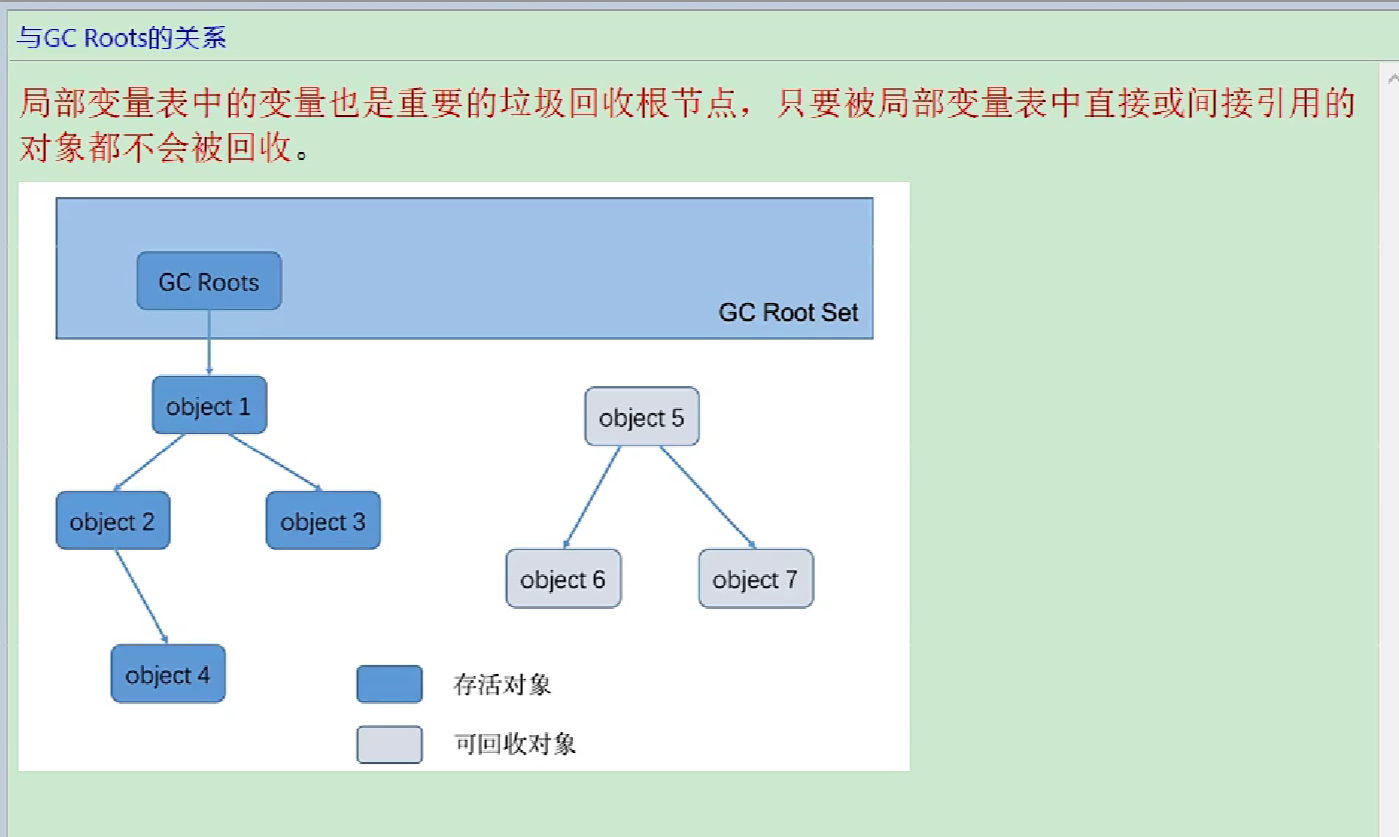 与GC Roots的关系
局部变量表中的变量也是重要的垃圾回收根节点，只要被局部变量表中直接或间接引用的
对象都不会被回收。
GC Roots
GC Root Set
object 1
object 5
object 2
object 3
object 6
object 7
object 4
存活对象
可回收对象